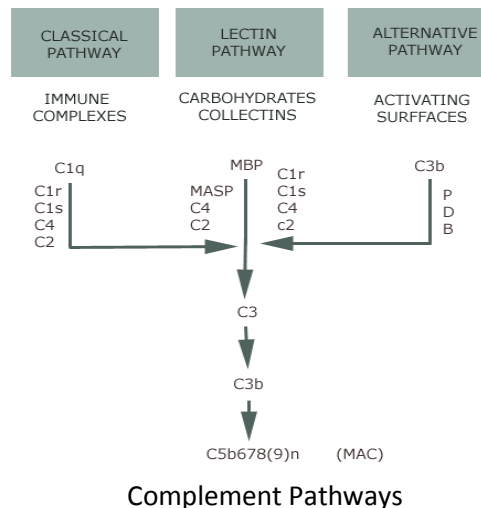 CLASSICAL
PATHWAY
LECTIN
PATHWAY
ALTERNATIVE
PATHWAY
IMMUNE
COMPLEXES
CARBOHYDRATES
COLLECTINS
ACTIVATING
SURFFACES
C1q
C1r
C1s
C4
C2
MBP
MASP
C4
C2
C1r
C1s
C4
c2
C3b
P
D
B
C3
C3b
C5b678(9)n (MAC)
Complement Pathways